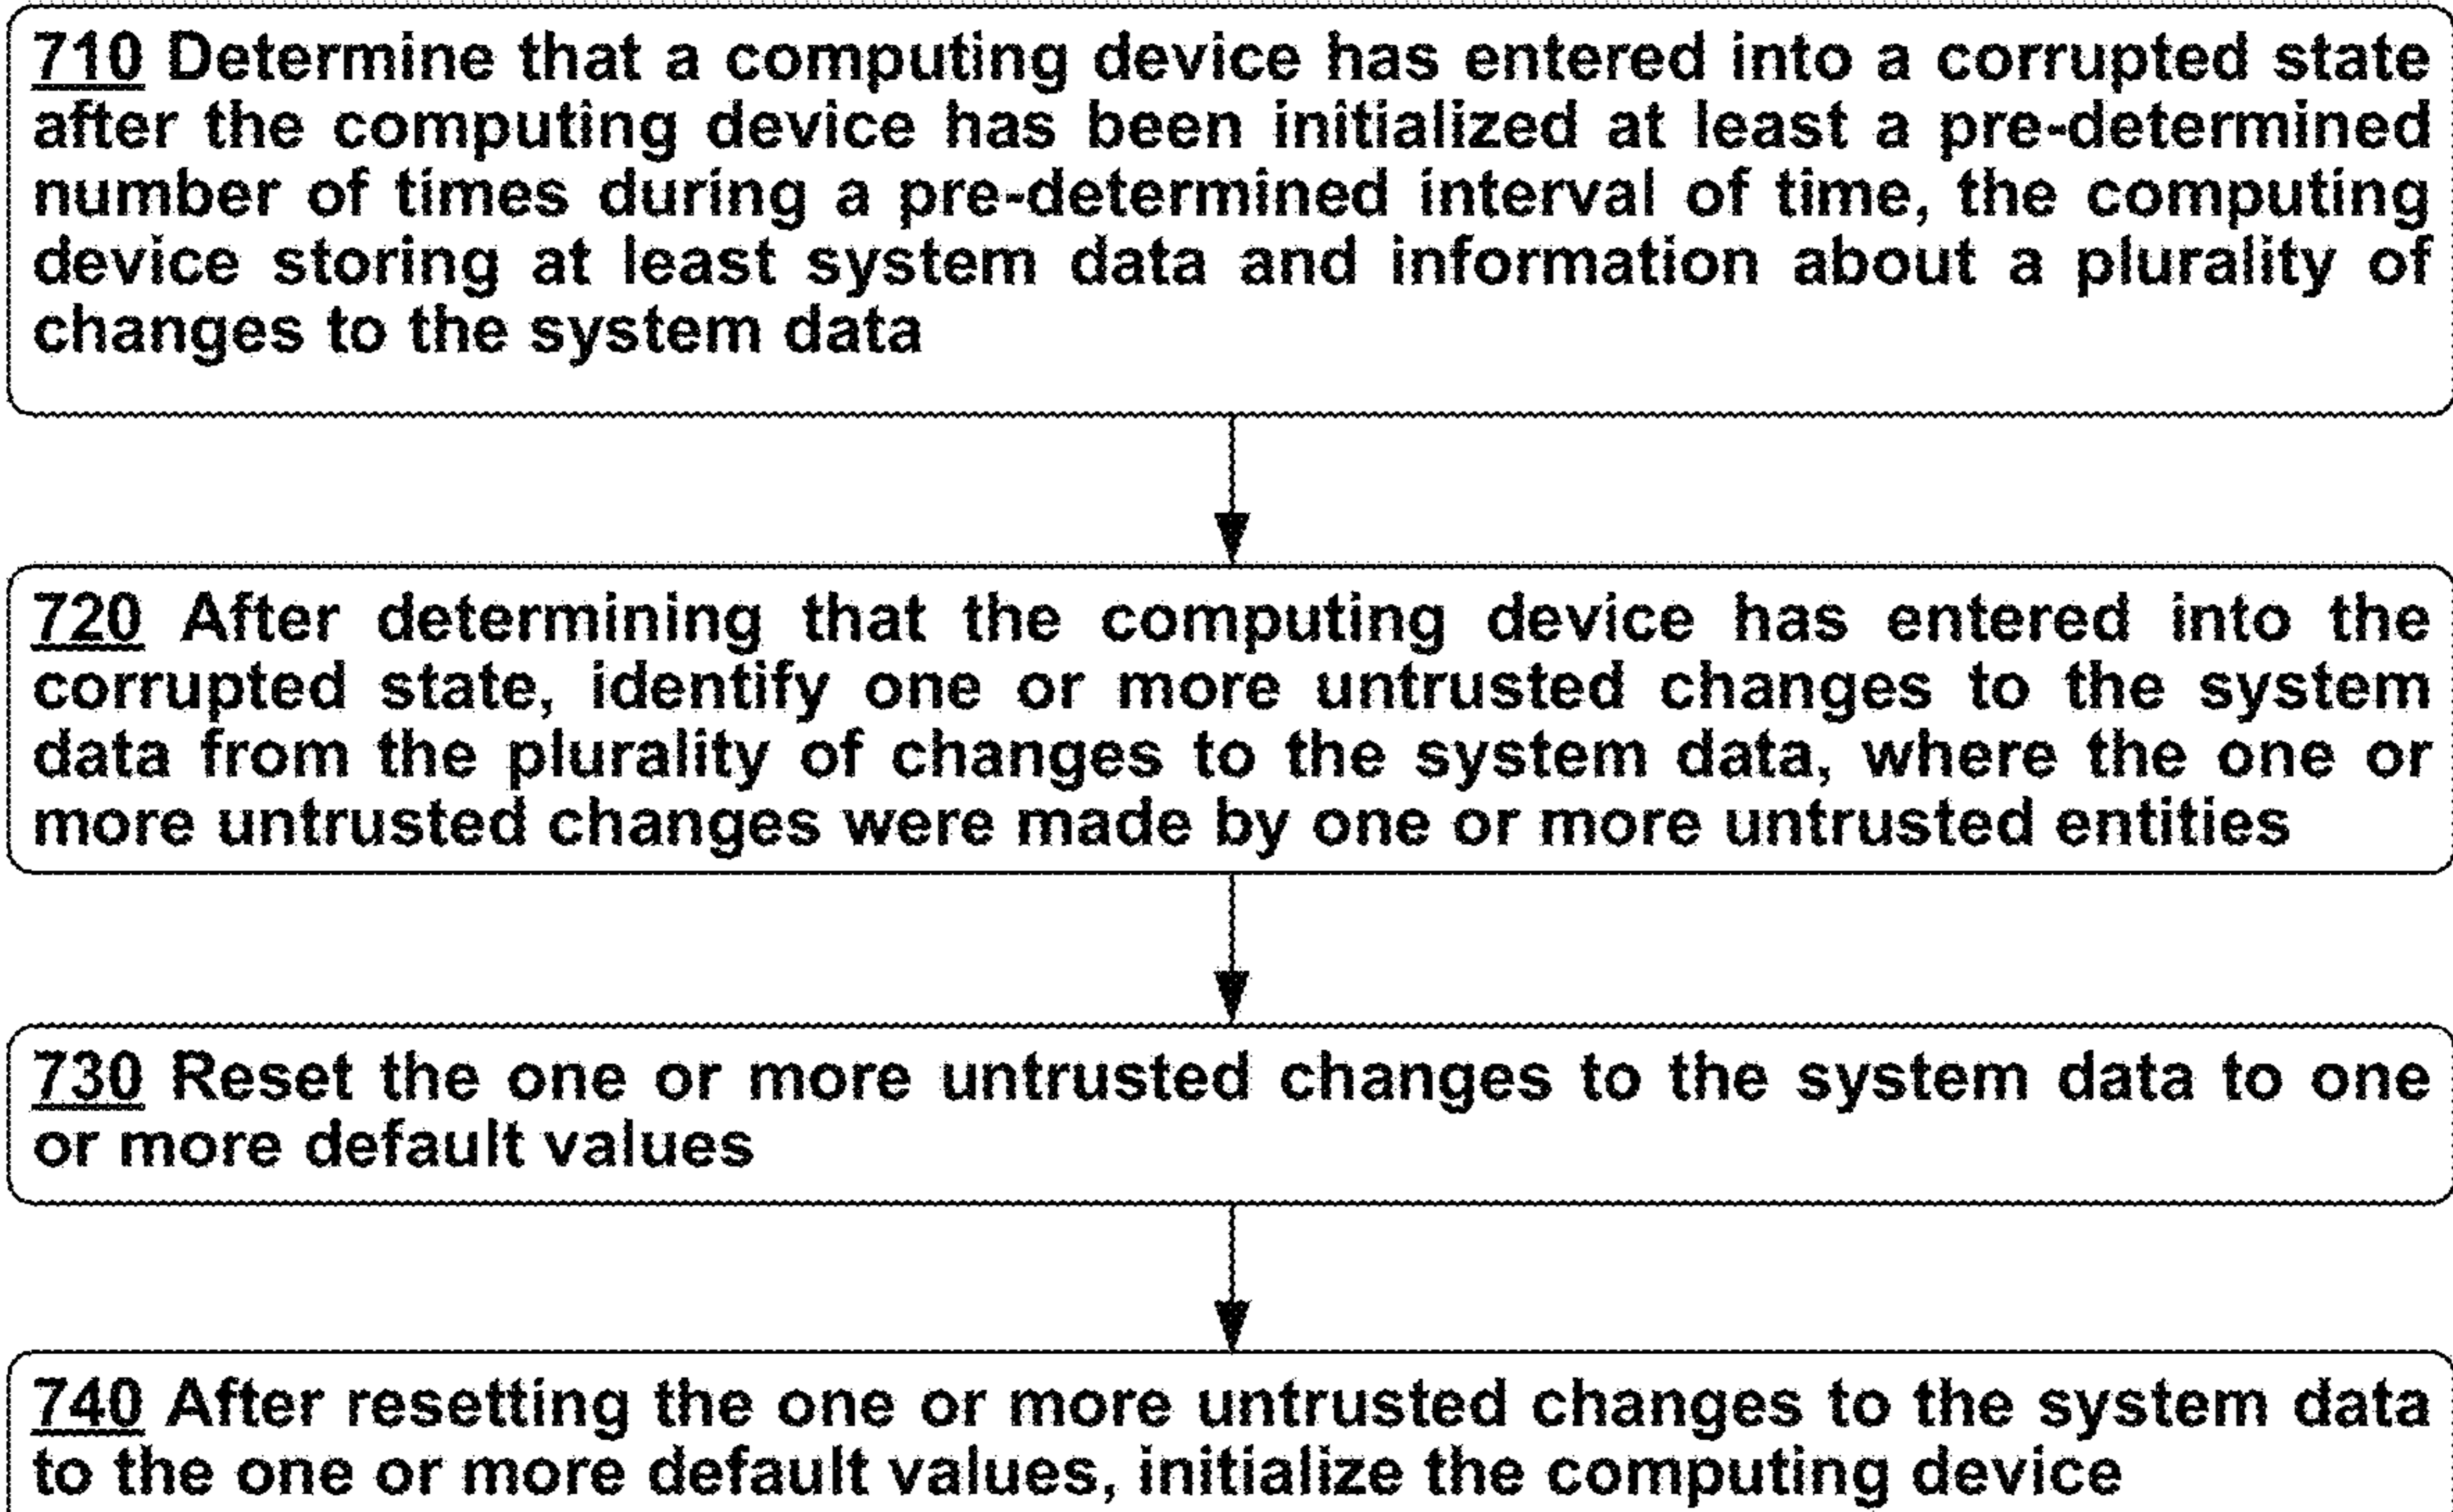 710 Determine that a computing device has entered into a corrupted state
after the computing device has been initialized at least a pre-determined
number of times during a pre-determined interval of time, the computing
device storing at least system data and information about a plurality of
changes to the system data
720 After determining that the computing device has entered into the
corrupted state, identify one or more untrusted changes to the system
data from the plurality of changes to the system data, where the one or
more untrusted changes were made by one or more untrusted entities
730 Reset the one or more untrusted changes to the system data to one
or more default values
740 After resetting the one or more untrusted changes to the system data
to the one or more default values, initialize the computing device